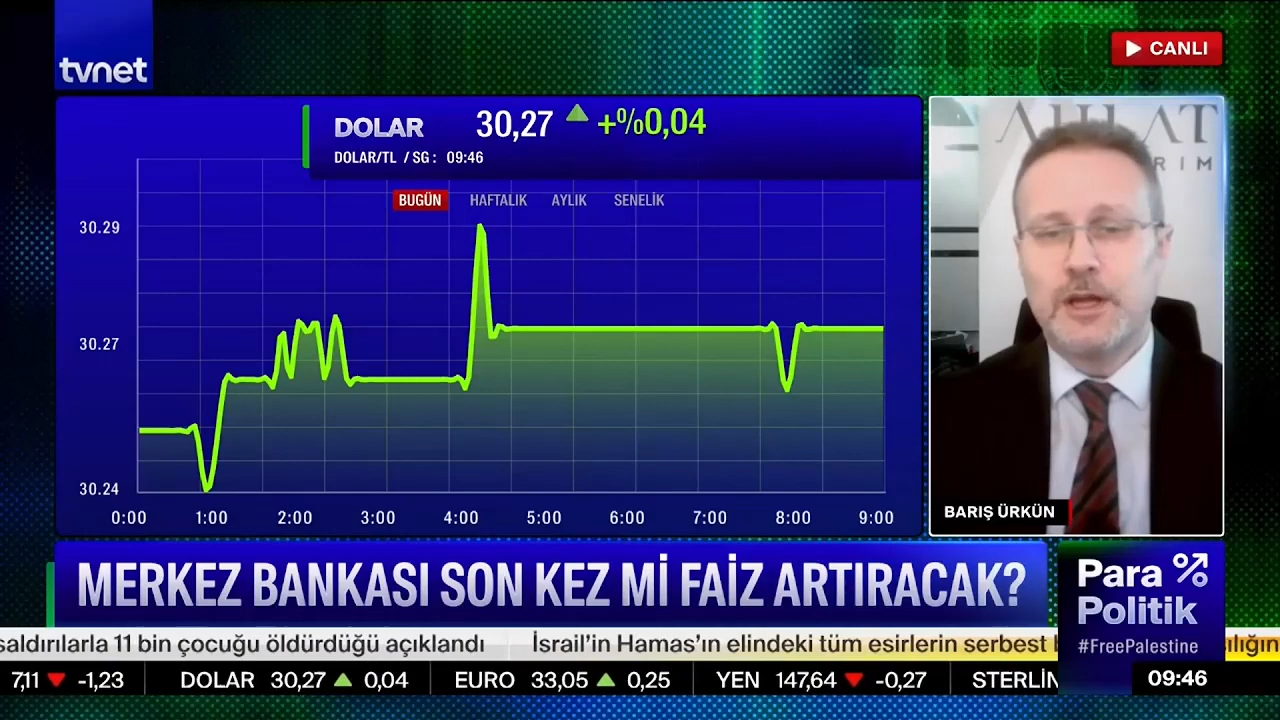 tvnet
CANLI
DOLAR 30,27 +%0,04
DOLAR/TL / SG : 09:46
BUGÜN HAFTALIK AYLIK SENELİK
30.29
30.27
30.24
0:00 1:00 2:00 3:00 4:00 5:00 6:00 7:00 8:00 9:00
BARIŞ ÜRKÜN
MERKEZ BANKASI SON KEZ Mİ FAİZ ARTIRACAK?
Para
Politik
#FreePalestine
saldırılarla 11 bin çocuğu öldürdüğü açıklandı İsrail'in Hamas'ın elindeki tüm esirlerin serbest
7,11 -1,23 DOLAR 30,27 0,04 EURO 33,05 0,25 YEN 147,64 -0,27 STERLİN
09:46